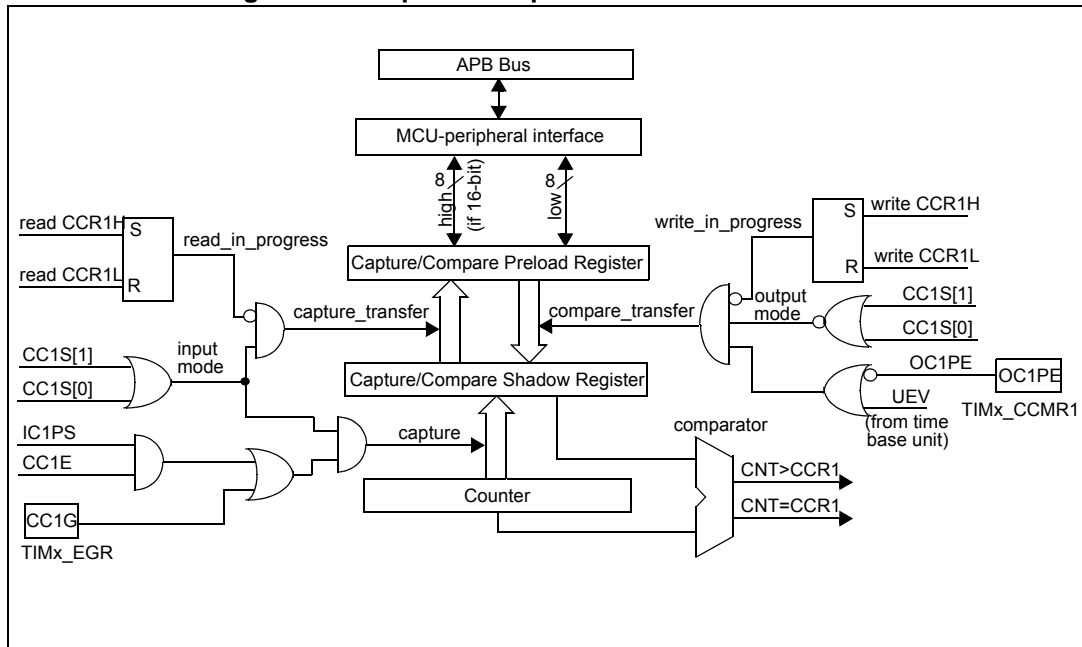 APB Bus
MCU-peripheral interface
8
high
(if 16-bit)
8
low
read CCR1H
S
read_in_progress
read CCR1L
R
write_in_progress
S
write CCR1H
R
write CCR1L
Capture/Compare Preload Register
capture_transfer
compare_transfer
output
mode
CC1S[1]
CC1S[0]
CC1S[1]
CC1S[0]
input
mode
Capture/Compare Shadow Register
OC1PE
OC1PE
UEV
(from time
base unit)
TIMx_CCMR1
IC1PS
CC1E
capture
comparator
Counter
CNT>CCR1
CNT=CCR1
CC1G
TIMx_EGR